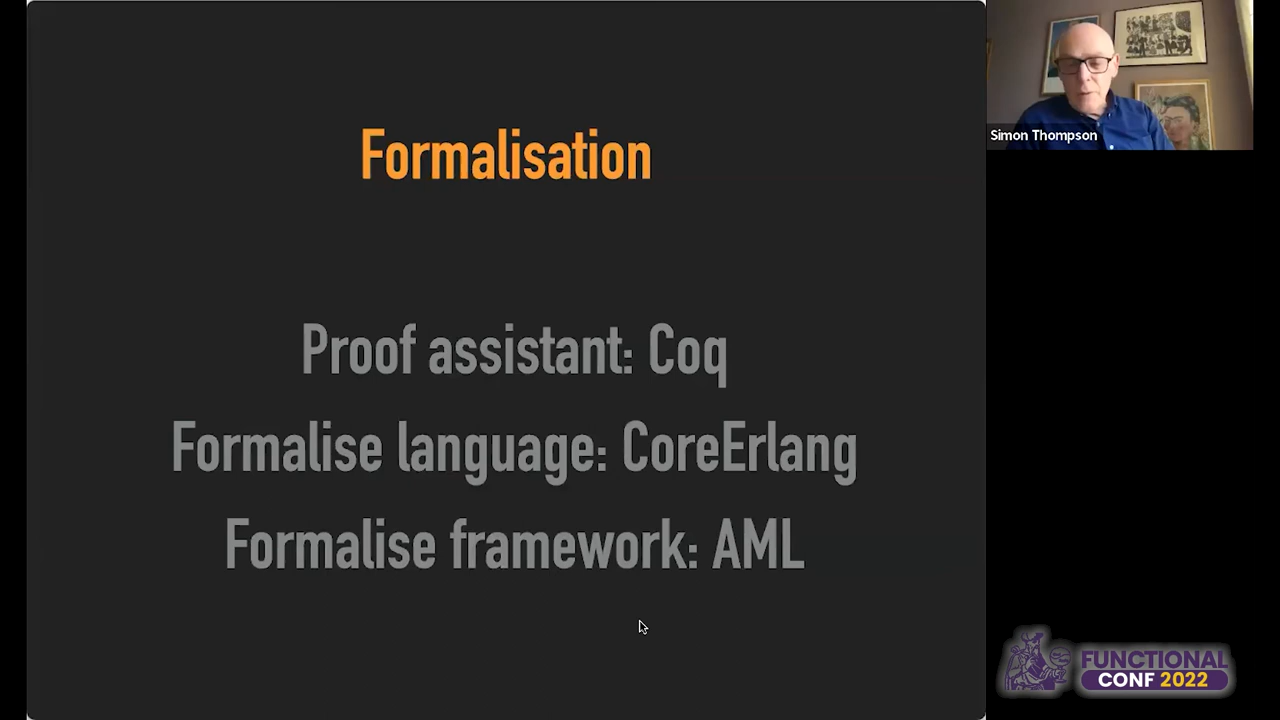 Formalisation
Proof assistant: Coq
Formalise language: CoreErlang
Formalise framework: AML
Simon Thompson
FUNCTIONAL
CONF 2022